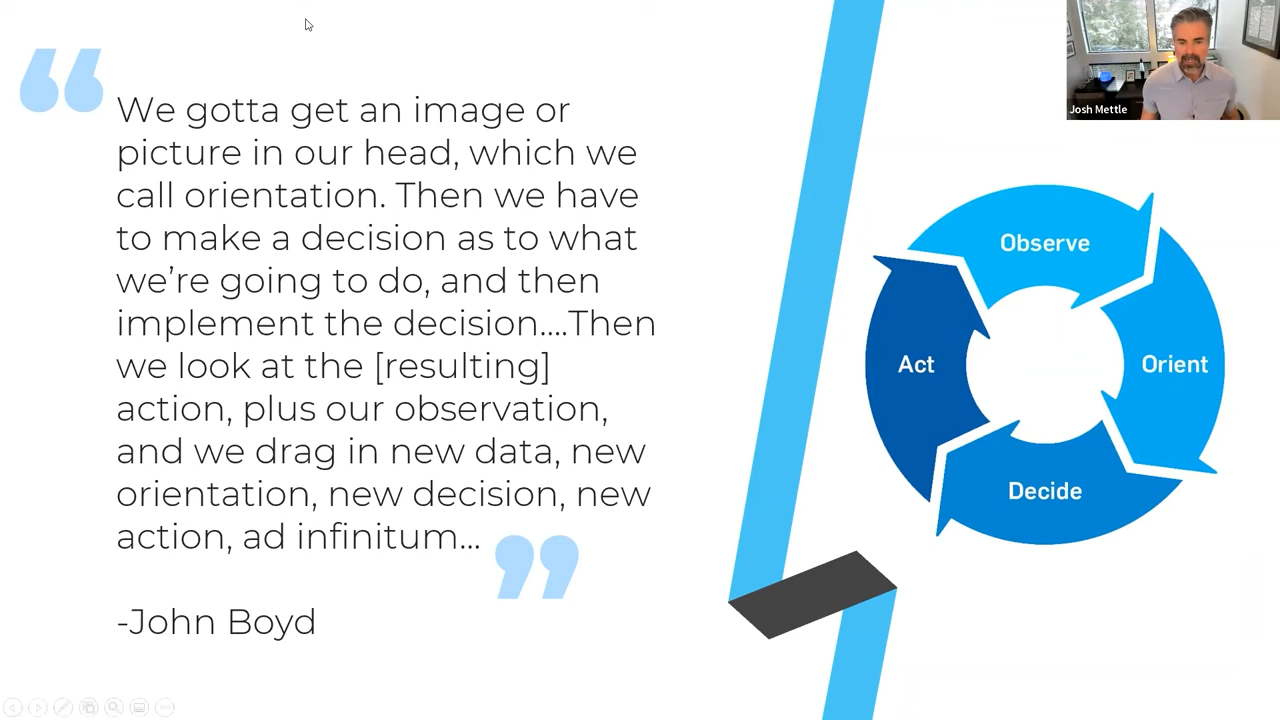 We gotta get an image or
picture in our head, which we
call orientation. Then we have
to make a decision as to what
we’re going to do, and then
implement the decision....Then
we look at the [resulting]
action, plus our observation,
and we drag in new data, new
orientation, new decision, new
action, ad infinitum...
-John Boyd
Josh Mettle
Observe
Orient
Decide
Act